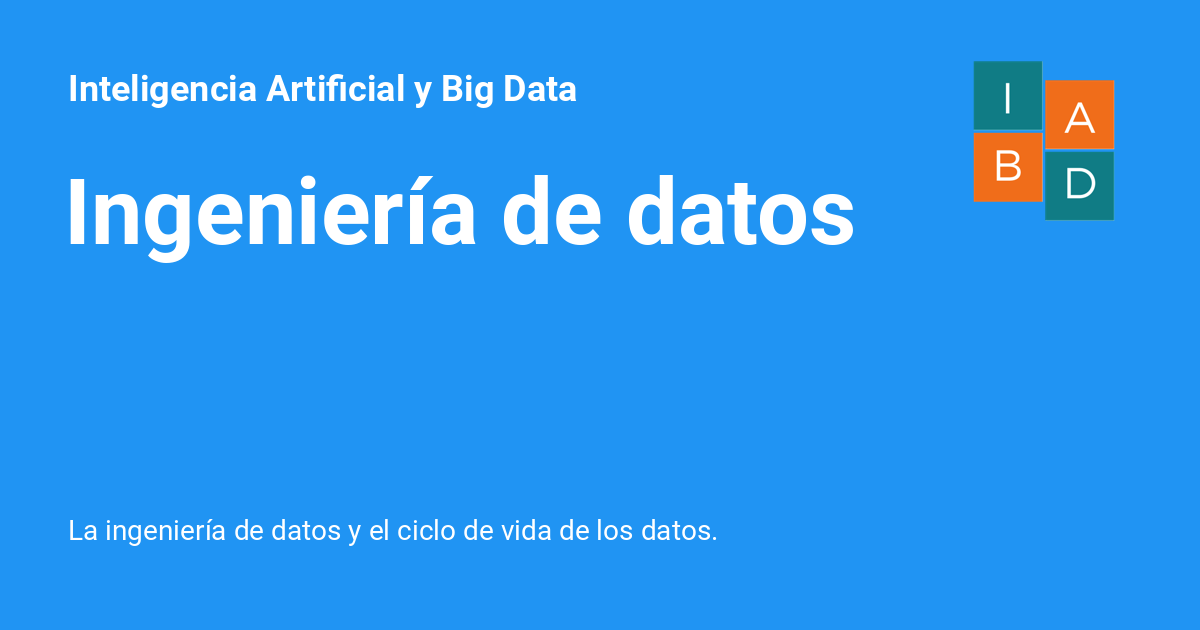 Inteligencia Artificial y Big Data
I A
B D
Ingeniería de datos
La ingeniería de datos y el ciclo de vida de los datos.